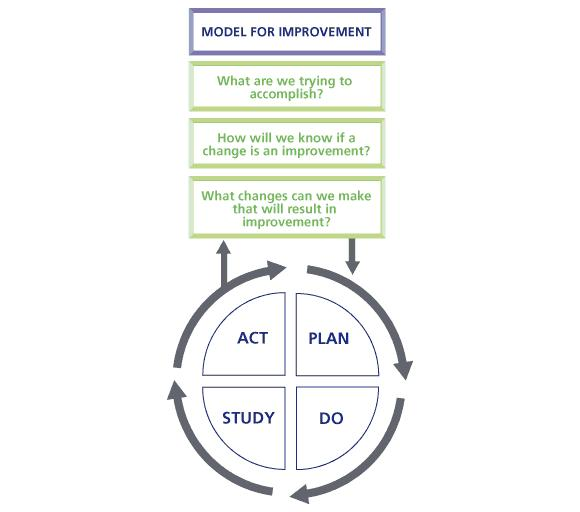 MODEL FOR IMPROVEMENT
What are we trying to
accomplish?
How will we know if a
change is an improvement?
What changes can we make
that will result in
improvement?
ACT
PLAN
STUDY
DO